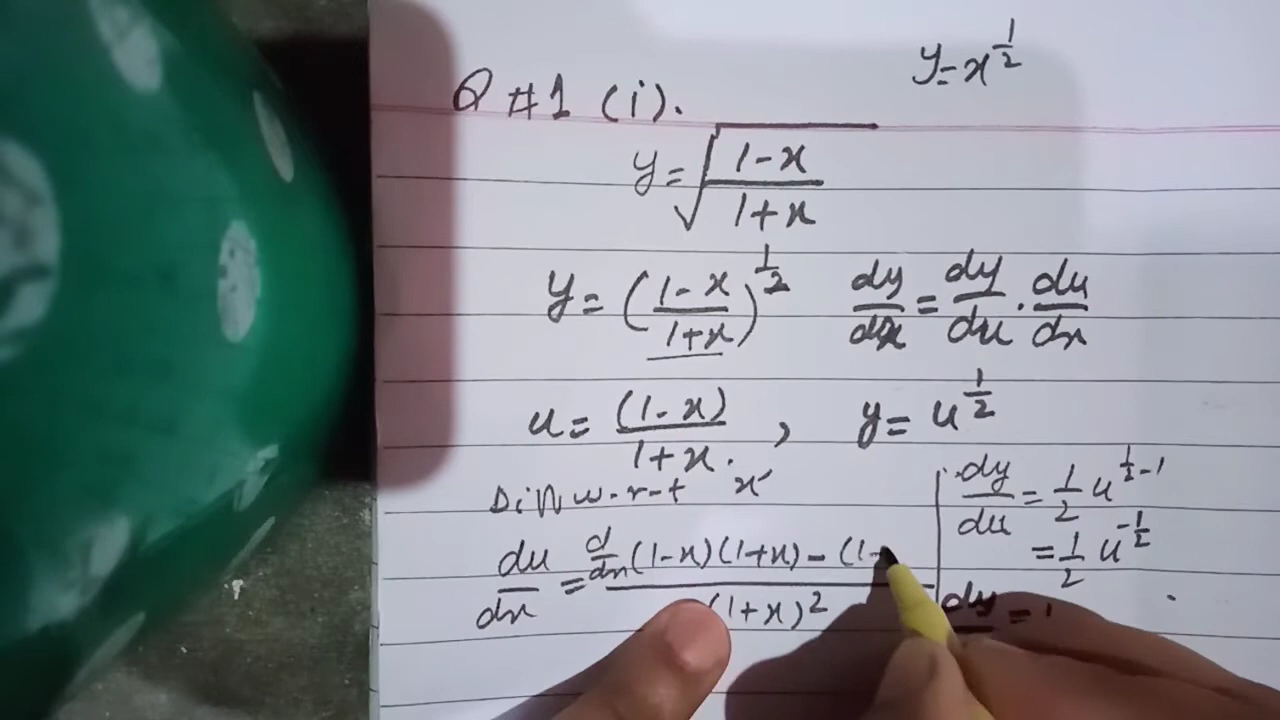 y=x^{1/2}
Q #1 (i).
y=√((1-x)/(1+x))
y=((1-x)/(1+x))^{1/2} dy/dx=dy/du·du/dx
u=(1-x)/(1+x)., y=u^{1/2}
Diff w-r-t x
dy/du=1/2 u^{1/2-1}
=1/2 u^{-1/2}
du/dx=(d/dx(1-x)(1+x)-(1-)/(1+x)^2
dy =